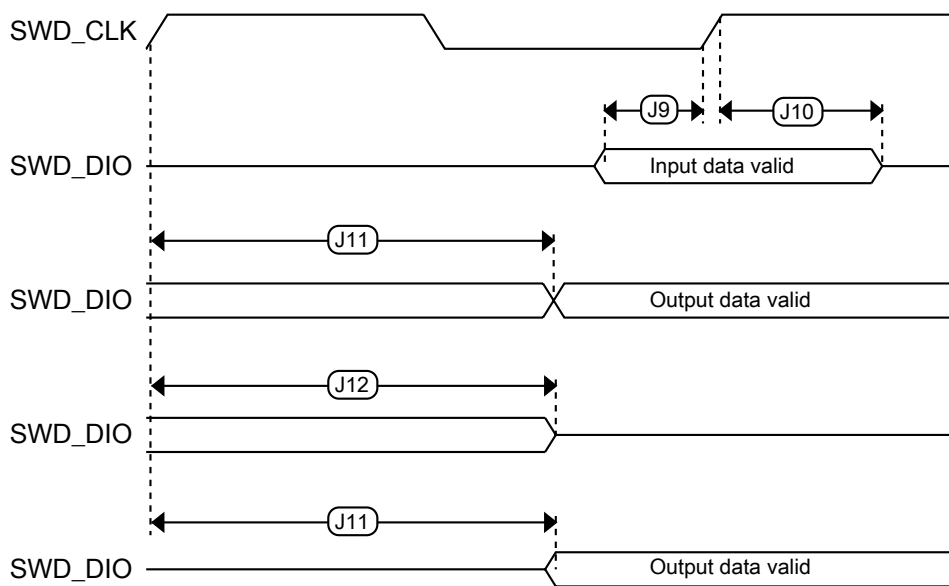 SWD_CLK
J9
J10
SWD_DIO
Input data valid
J11
SWD_DIO
Output data valid
J12
SWD_DIO
J11
SWD_DIO
Output data valid